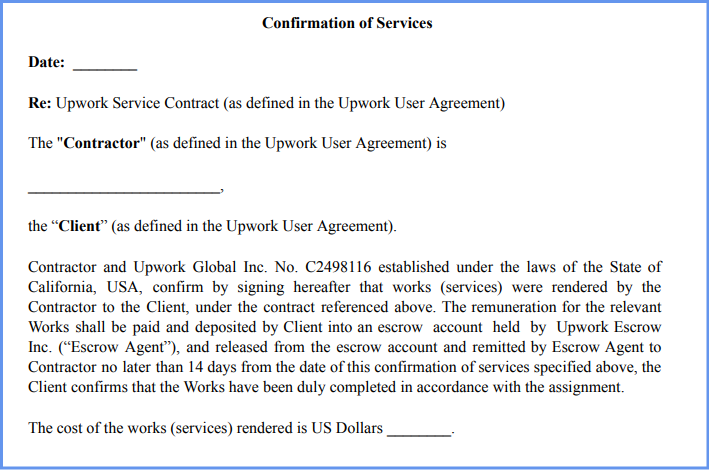 Confirmation of Services
Date: ________
Re: Upwork Service Contract (as defined in the Upwork User Agreement)
The "Contractor" (as defined in the Upwork User Agreement) is
________________________,
the “Client” (as defined in the Upwork User Agreement).
Contractor and Upwork Global Inc. No. C2498116 established under the laws of the State of
California, USA, confirm by signing hereafter that works (services) were rendered by the
Contractor to the Client, under the contract referenced above. The remuneration for the relevant
Works shall be paid and deposited by Client into an escrow account held by Upwork Escrow
Inc. (“Escrow Agent”), and released from the escrow account and remitted by Escrow Agent to
Contractor no later than 14 days from the date of this confirmation of services specified above, the
Client confirms that the Works have been duly completed in accordance with the assignment.
The cost of the works (services) rendered is US Dollars ________.